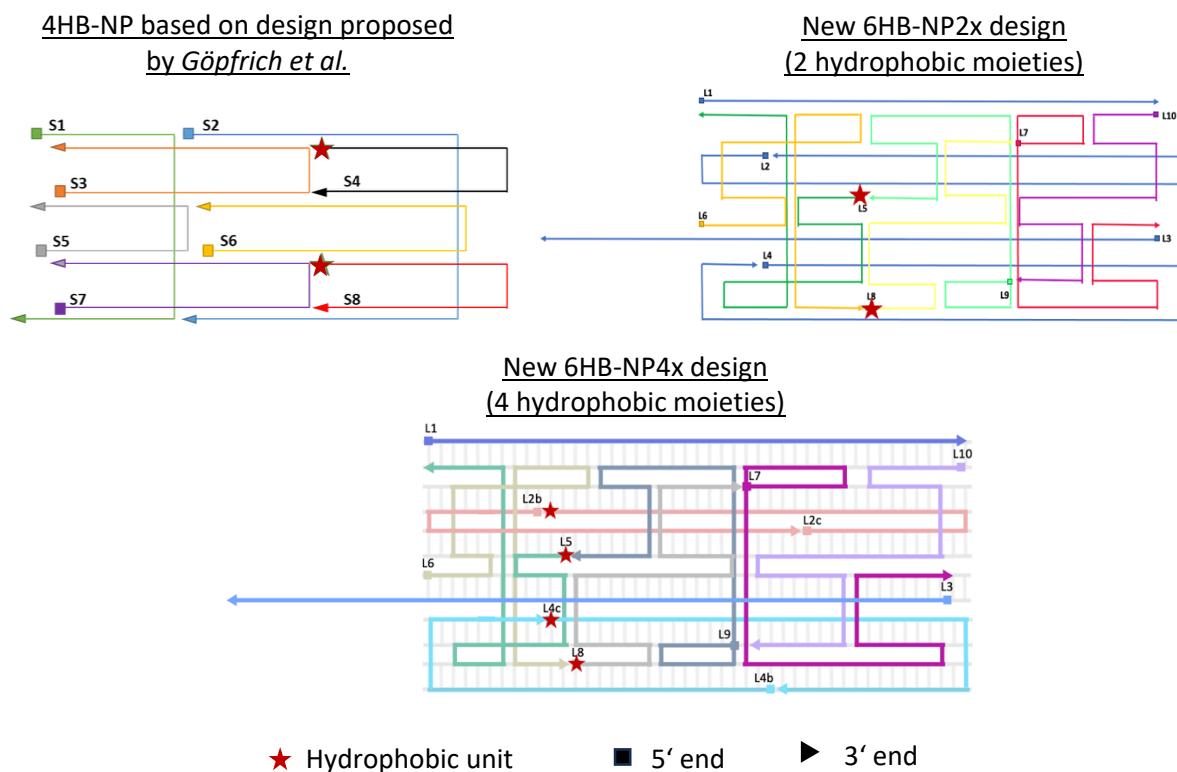 4HB-NP based on design proposed
by Göpfrich et al.
S1
S2
S3
S4
S5
S6
S7
S8
New 6HB-NP2x design
(2 hydrophobic moieties)
L1
L10
L7
L2
L5
L6
L3
L4
L9
L8
New 6HB-NP4x design
(4 hydrophobic moieties)
L1
L10
L7
L2b
L2c
L5
L6
L3
L4c
L9
L8
L4b
Hydrophobic unit
5‘ end
3‘ end